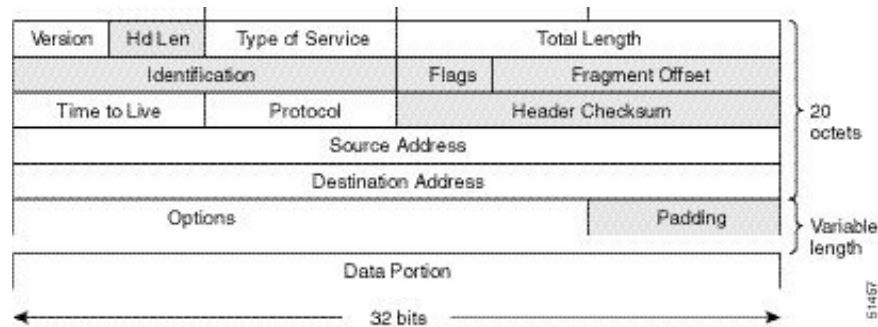 Version Hd Len Type of Service Total Length
Identification Flags Fragment Offset
Time to Live Protocol Header Checksum
20
octets
Source Address
Destination Address
Options Padding
Variable
length
Data Portion
32 bits
51457